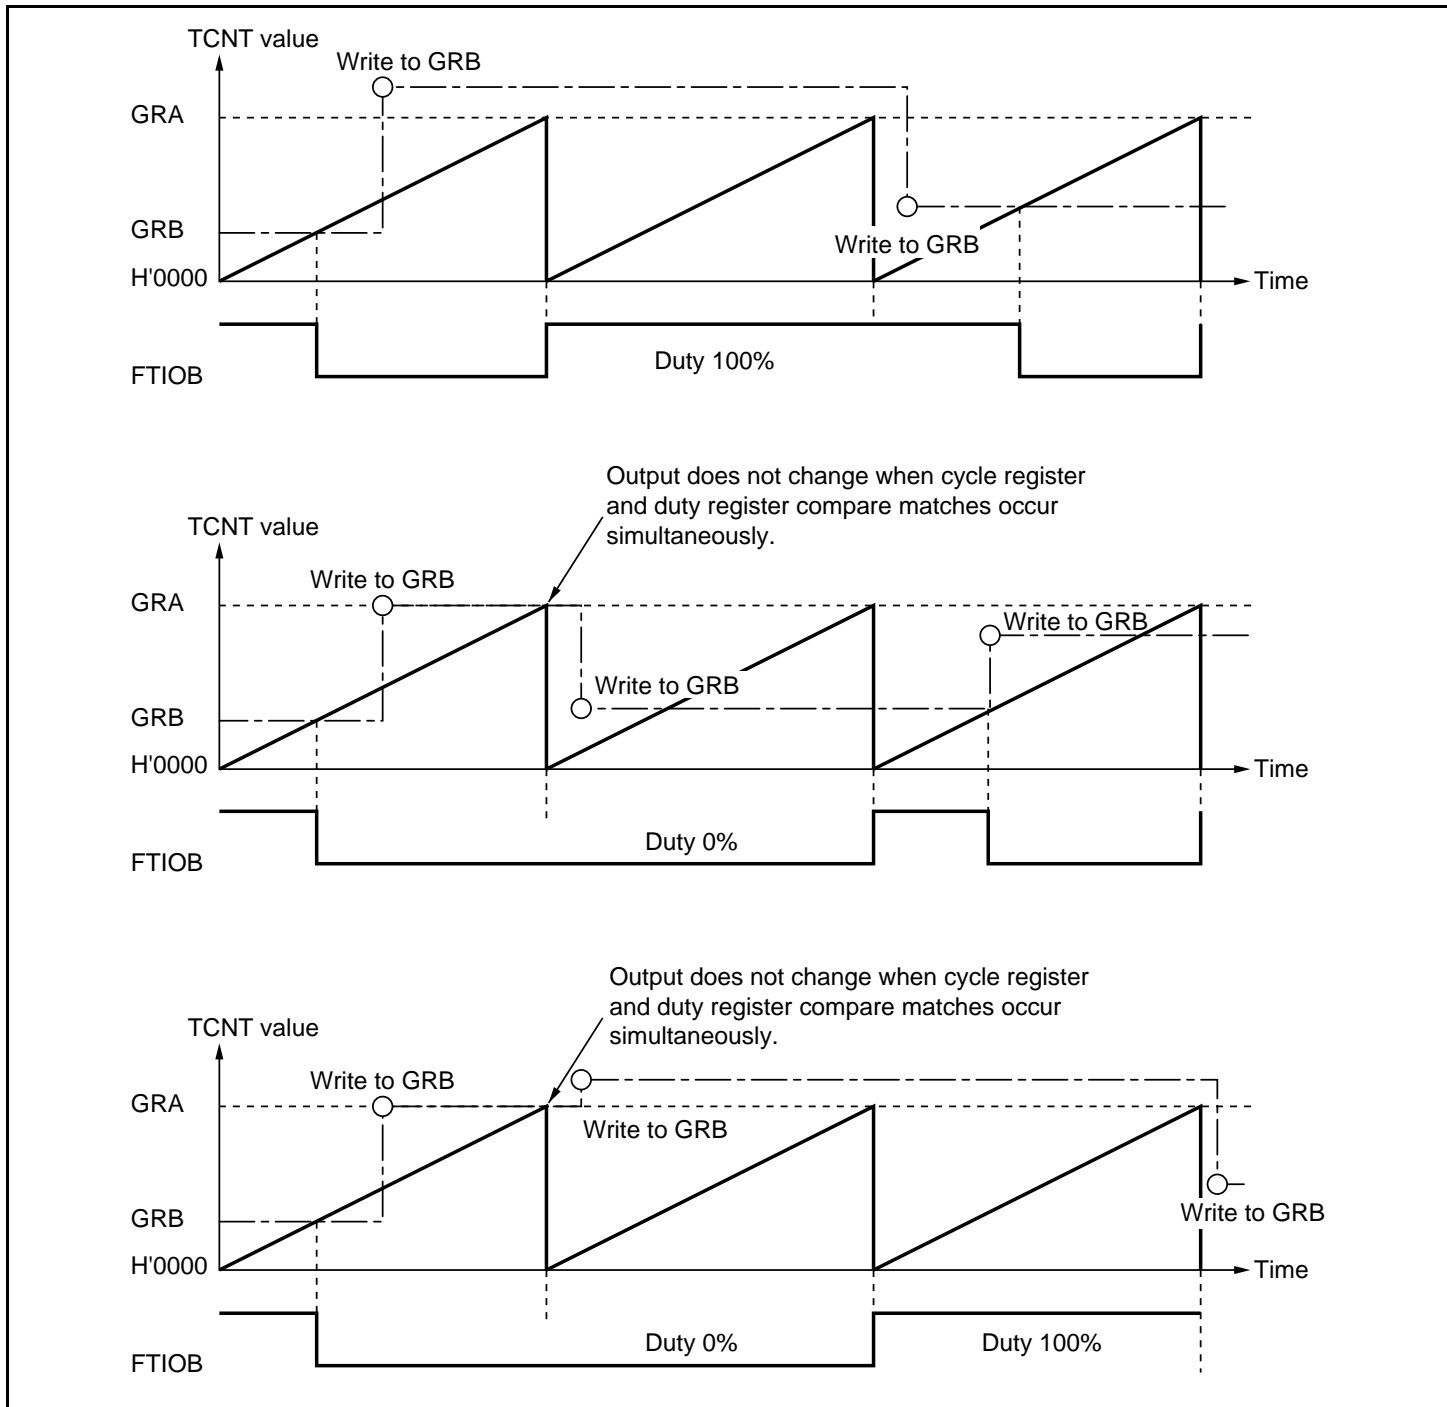 TCNT value
Write to GRB
GRA
GRB
Write to GRB
H'0000
Time
Duty 100%
FTIOB
Output does not change when cycle register
and duty register compare matches occur
simultaneously.
TCNT value
Write to GRB
GRA
Write to GRB
Write to GRB
GRB
H'0000
Time
Duty 0%
FTIOB
Output does not change when cycle register
and duty register compare matches occur
simultaneously.
TCNT value
Write to GRB
GRA
Write to GRB
GRB
Write to GRB
H'0000
Time
Duty 0%
Duty 100%
FTIOB